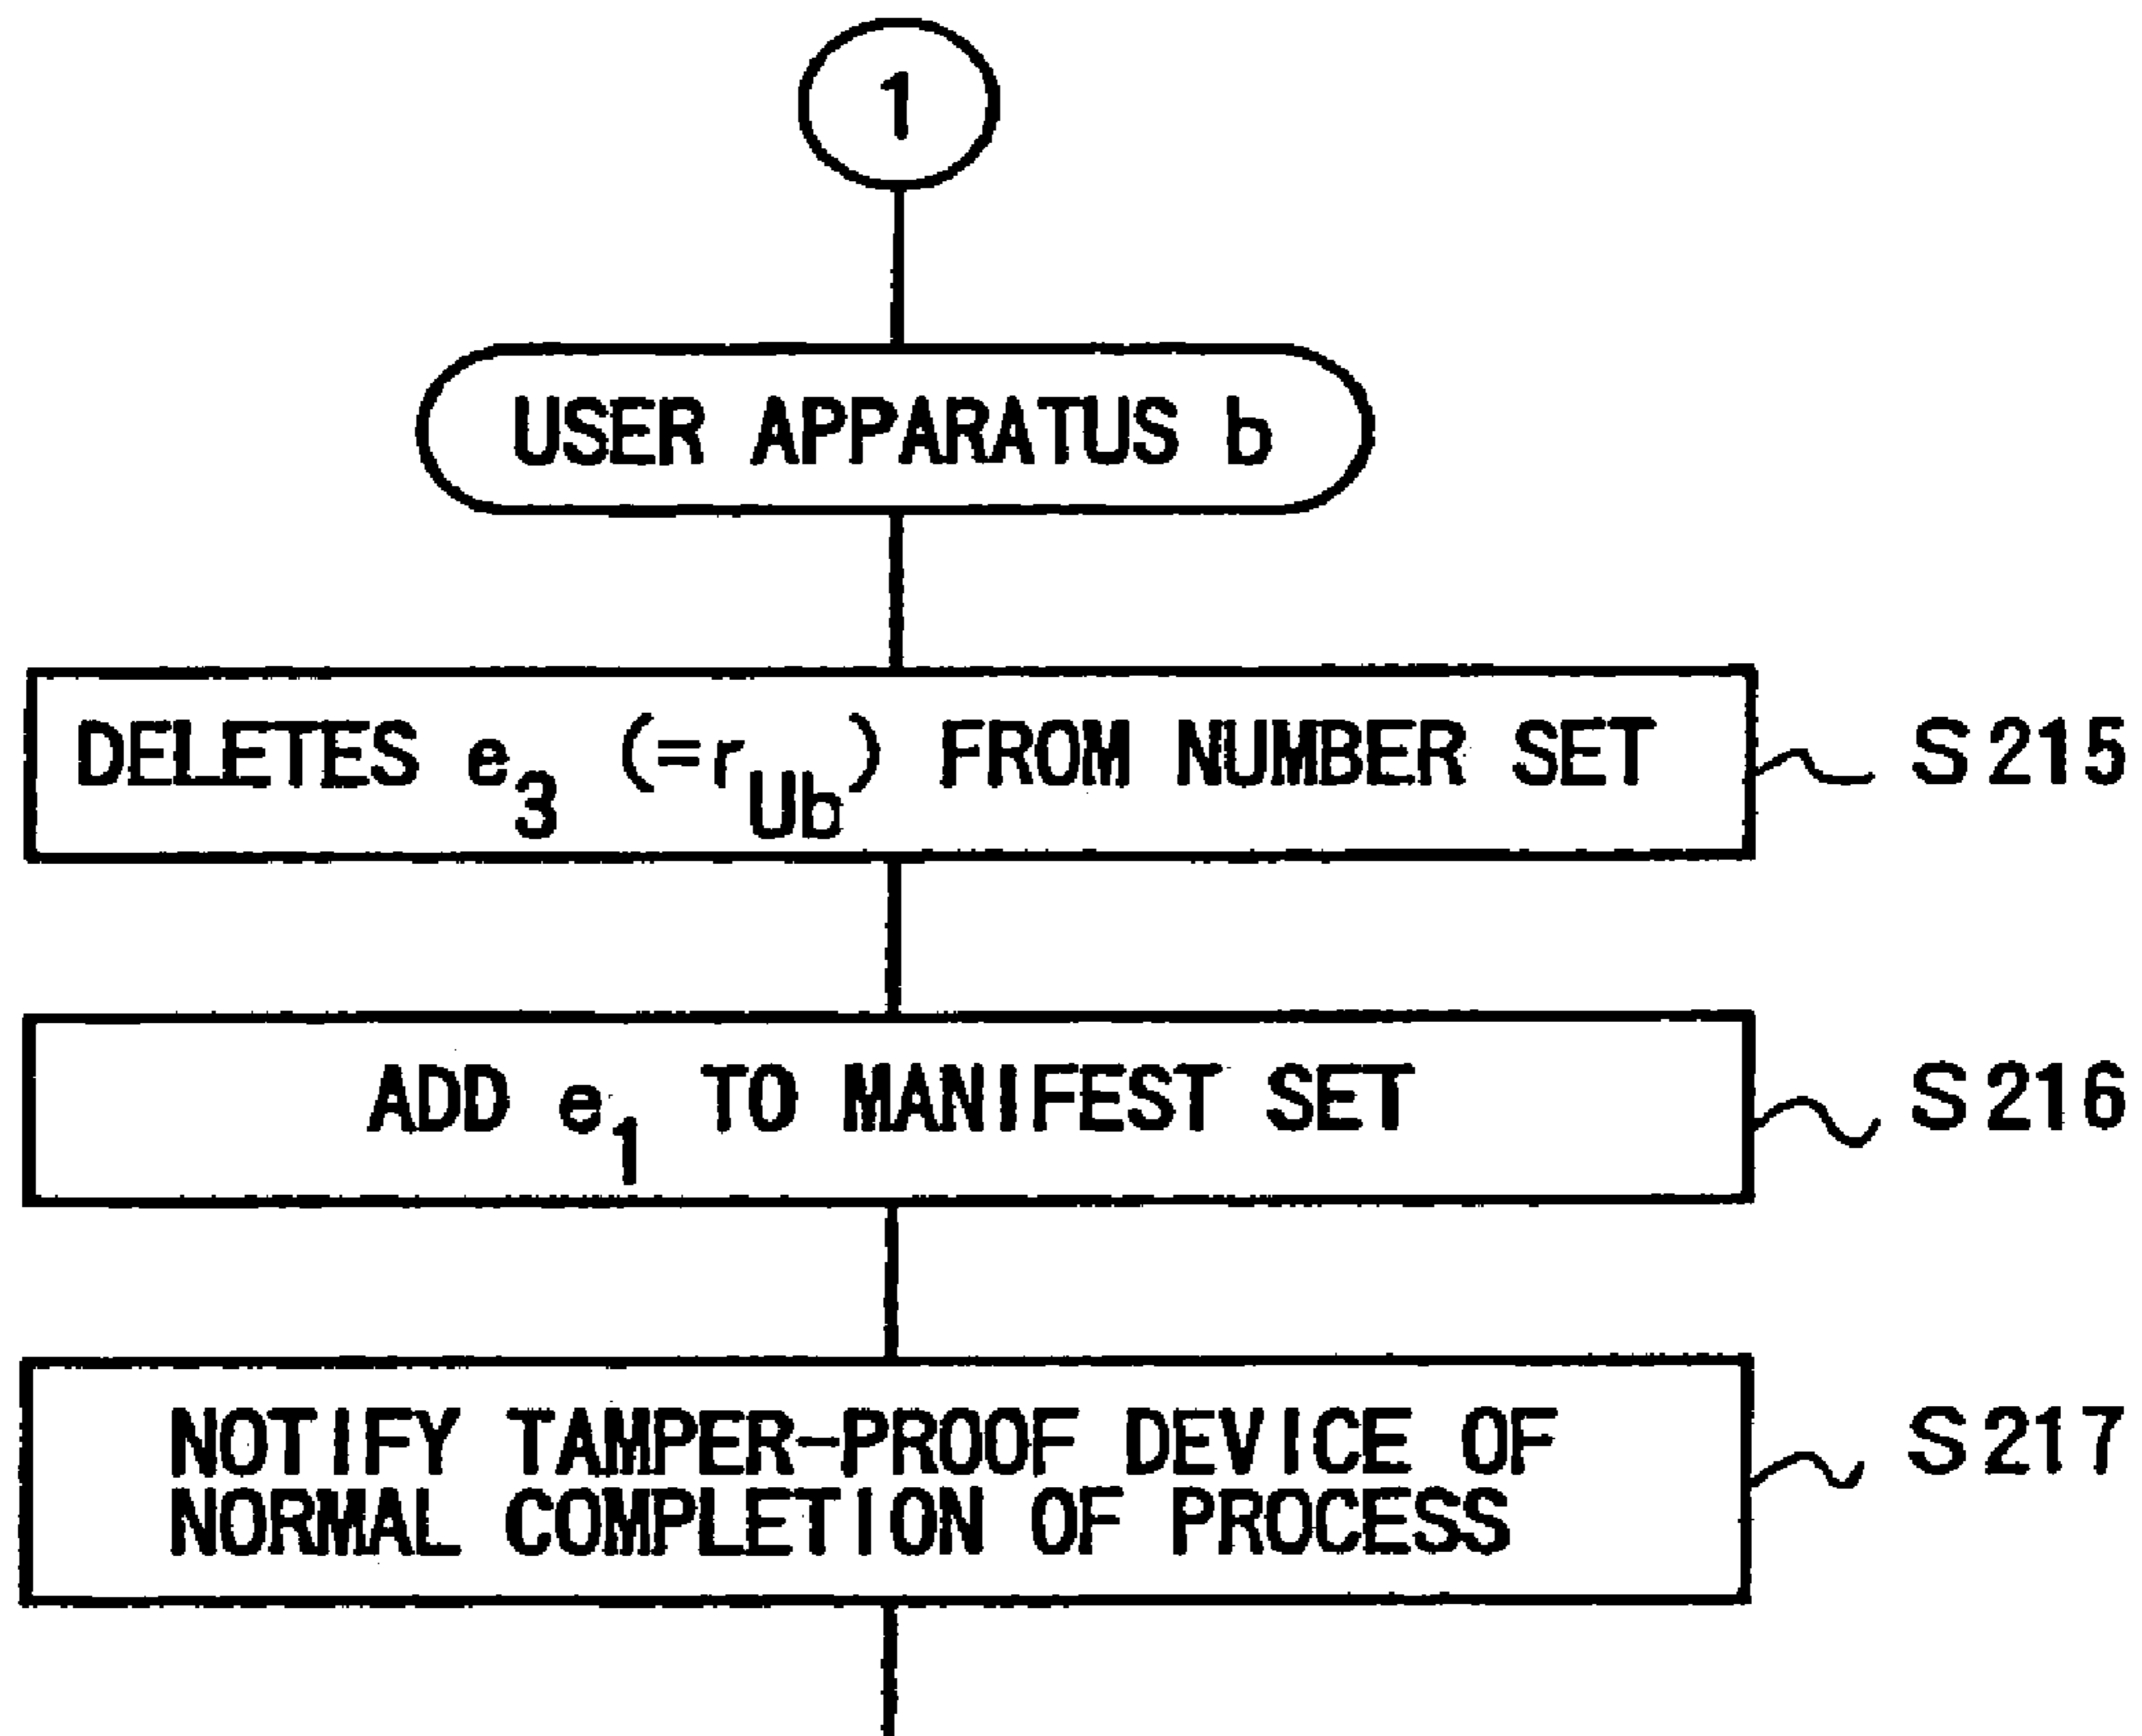 1
USER APPARATUS b
DELETES e₃ (=r_Ub) FROM NUMBER SET S215
ADD e₁ TO MANIFEST SET S216
NOTIFY TAMPER-PROOF DEVICE OF S217
NORMAL COMPLETION OF PROCESS